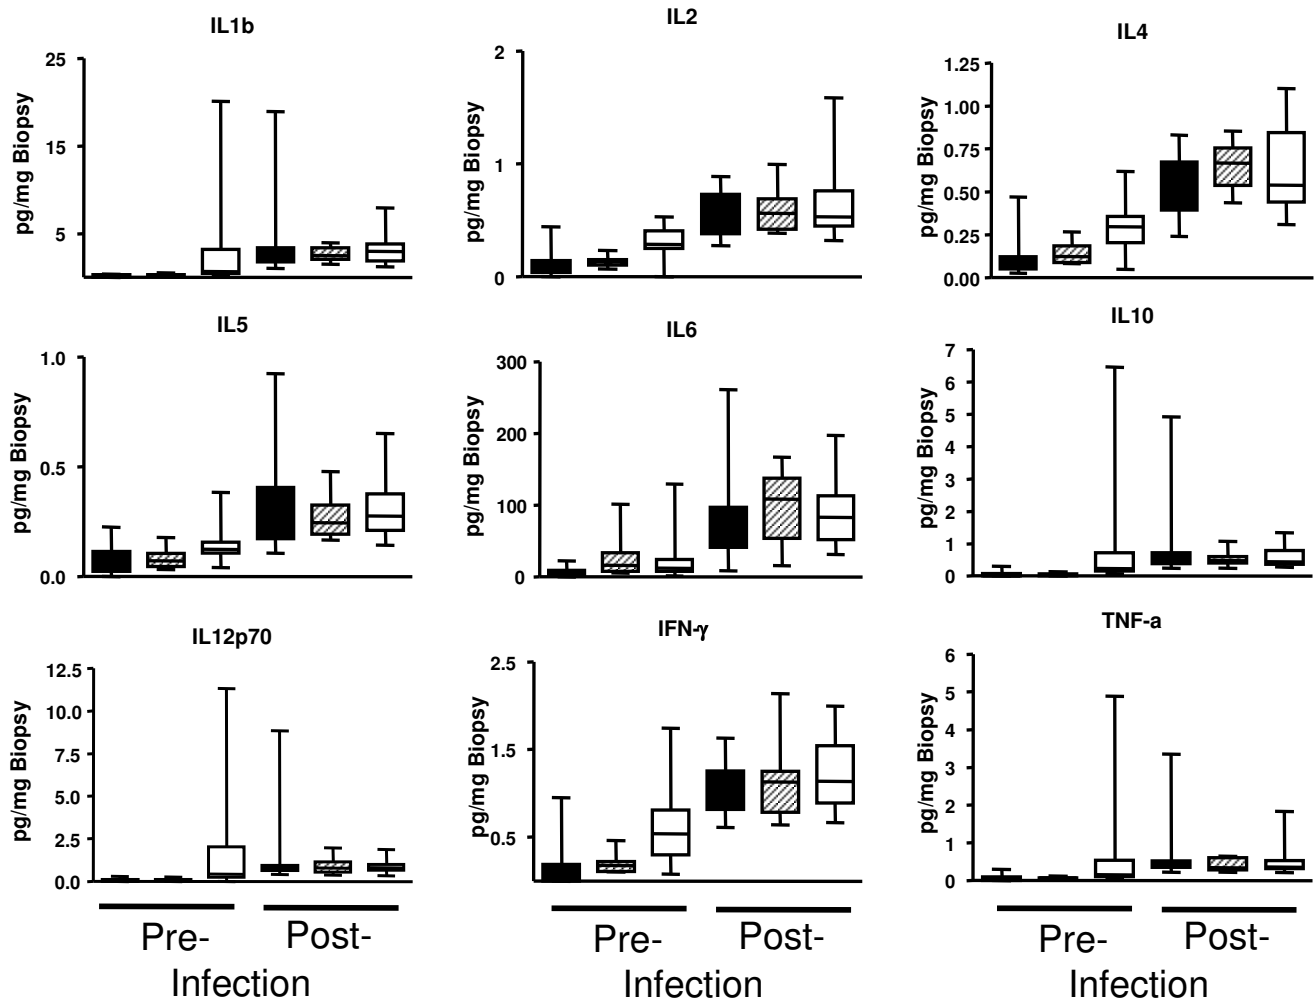 IL1b
25
15
5
pg/mg Biopsy
IL2
2
1
0
pg/mg Biopsy
IL4
1.25
1.00
0.75
0.50
0.25
0.00
pg/mg Biopsy
IL5
1.0
0.5
0.0
pg/mg Biopsy
IL6
300
200
100
0
pg/mg Biopsy
IL10
7
6
5
4
3
2
1
0
pg/mg Biopsy
IL12p70
12.5
10.0
7.5
5.0
2.5
0.0
pg/mg Biopsy
IFN-γ
2.5
1.5
0.5
pg/mg Biopsy
TNF-a
6
5
4
3
2
1
0
pg/mg Biopsy
Pre- Post-
Infection
Pre- Post-
Infection
Pre- Post-
Infection